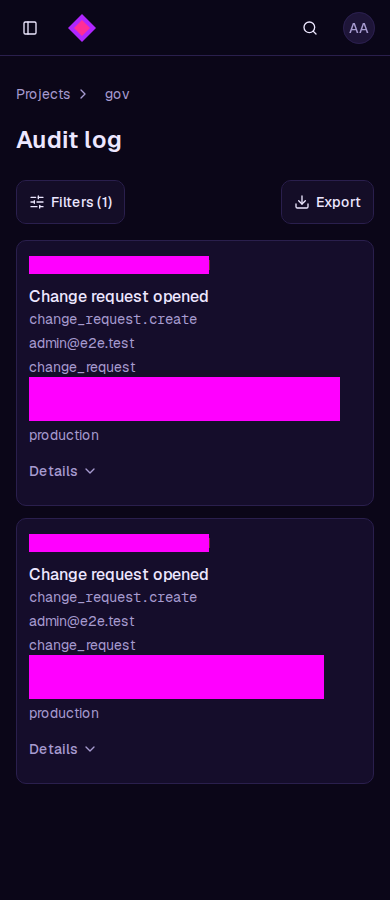 AA
Projects > gov
Audit log
Filters (1)
Export
Change request opened
change_request.create
admin@e2e.test
change_request
production
Details
Change request opened
change_request.create
admin@e2e.test
change_request
production
Details